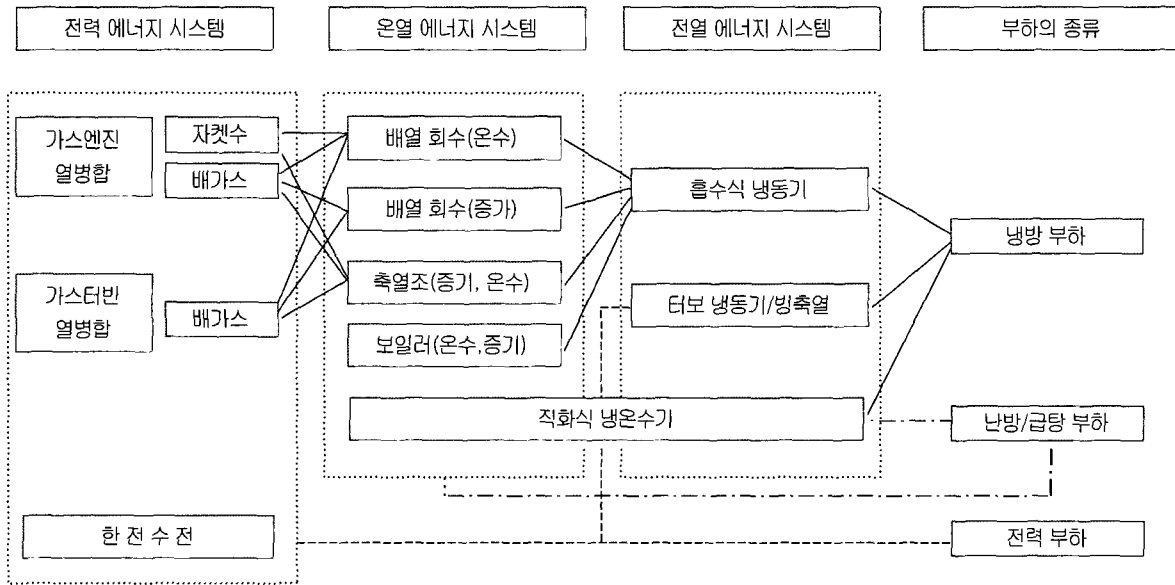 전력 에너지 시스템
온열 에너지 시스템
전열 에너지 시스템
부하의 종류
가스엔진
열병합
자켓수
배가스
가스터빈
열병합
배가스
한 전 수 전
배열 회수(온수)
배열 회수(증가)
축열조(증기, 온수)
보일러(온수,증기)
직화식 냉온수기
흡수식 냉동기
터보 냉동기/빙축열
냉방 부하
난방/급탕 부하
전력 부하